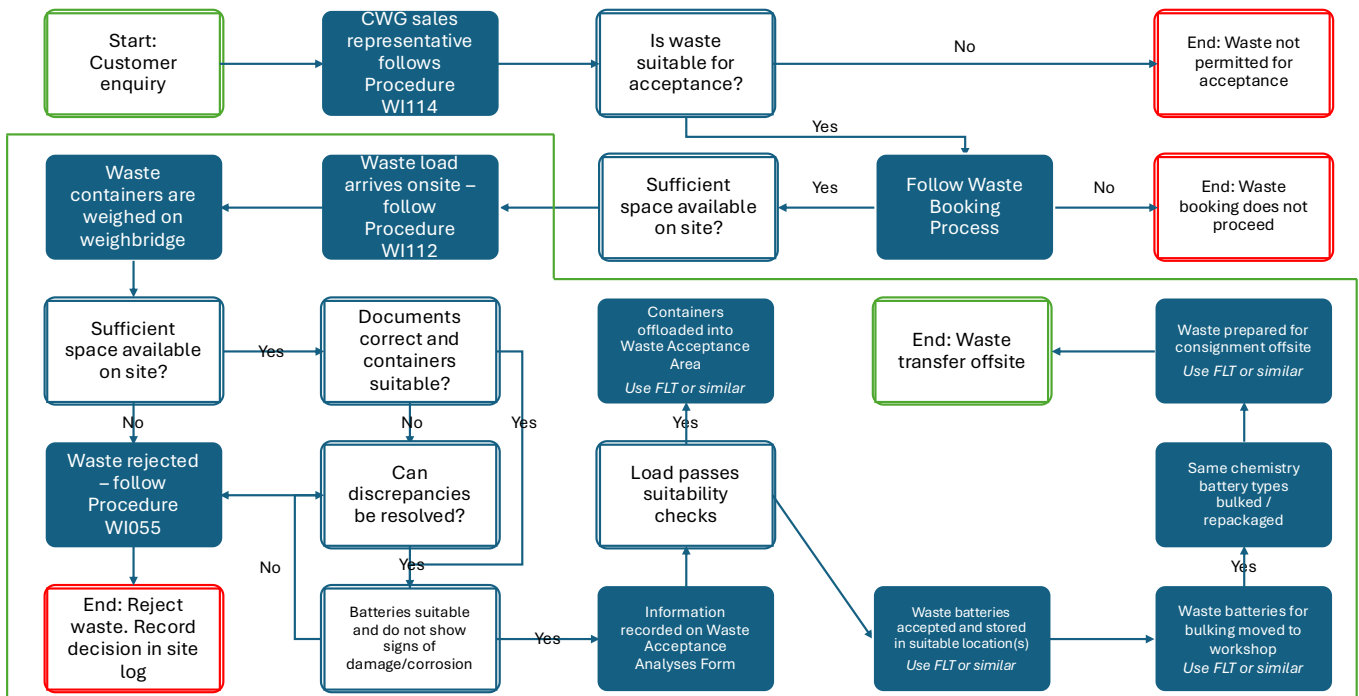 Start:
Customer
enquiry
CWG sales
representative
follows
Procedure
WI114
Is waste
suitable for
acceptance?
No
End: Waste not
permitted for
acceptance
Yes
Waste
containers are
weighed on
weighbridge
Waste load
arrives onsite –
follow
Procedure
WI112
Sufficient
space available
on site?
Yes
Follow Waste
Booking
Process
No
End: Waste
booking does not
proceed
Sufficient
space available
on site?
Yes
Documents
correct and
containers
suitable?
Containers
offloaded into
Waste Acceptance
Area
Use FLT or similar
End: Waste
transfer offsite
Waste prepared for
consignment offsite
Use FLT or similar
No
No
Yes
Yes
Waste rejected
– follow
Procedure
WI055
Can
discrepancies
be resolved?
Load passes
suitability
checks
Same chemistry
battery types
bulked /
repackaged
No
Yes
Yes
End: Reject
waste. Record
decision in site
log
Batteries suitable
and do not show
signs of
damage/corrosion
Yes
Information
recorded on Waste
Acceptance
Analyses Form
Waste batteries
accepted and stored
in suitable location(s)
Use FLT or similar
Waste batteries for
bulking moved to
workshop
Use FLT or similar